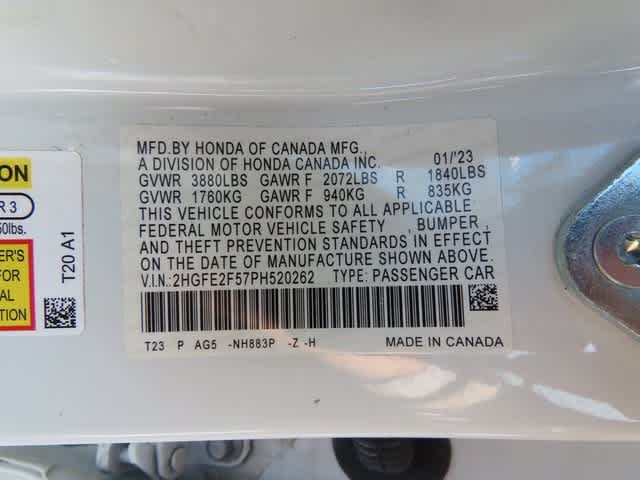 MFD.BY HONDA OF CANADA MFG.,
A DIVISION OF HONDA CANADA INC. 01/'23
GVWR 3880LBS GAWR F 2072LBS R 1840LBS
GVWR 1760KG GAWR F 940KG R 835KG
THIS VEHICLE CONFORMS TO ALL APPLICABLE
FEDERAL MOTOR VEHICLE SAFETY , BUMPER ,
AND THEFT PREVENTION STANDARDS IN EFFECT
ON THE DATE OF MANUFACTURE SHOWN ABOVE.
V.I.N. 2HGFE2F57PH520262 TYPE: PASSENGER CAR
T23 P AG5 -NH883P -Z -H MADE IN CANADA
T20 A1
R 3
50lbs.
FOR